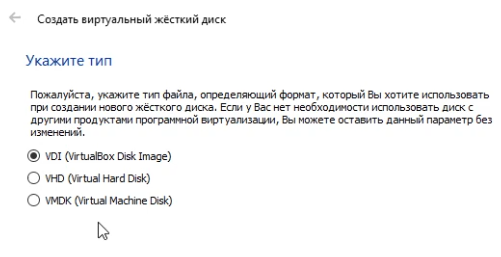 Создать виртуальный жёсткий диск
Укажите тип
Пожалуйста, укажите тип файла, определяющий формат, который Вы хотите использовать
при создании нового жёсткого диска. Если у Вас нет необходимости использовать диск с
другими продуктами программной виртуализации, Вы можете оставить данный параметр без
изменений.
VDI (VirtualBox Disk Image)
VHD (Virtual Hard Disk)
VMDK (Virtual Machine Disk)